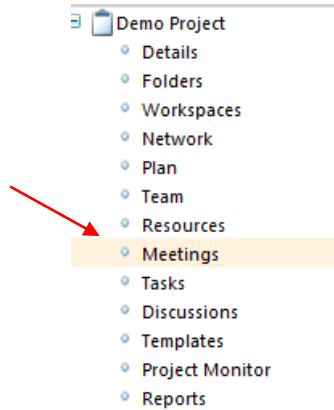 Demo Project
Details
Folders
Workspaces
Network
Plan
Team
Resources
Meetings
Tasks
Discussions
Templates
Project Monitor
Reports